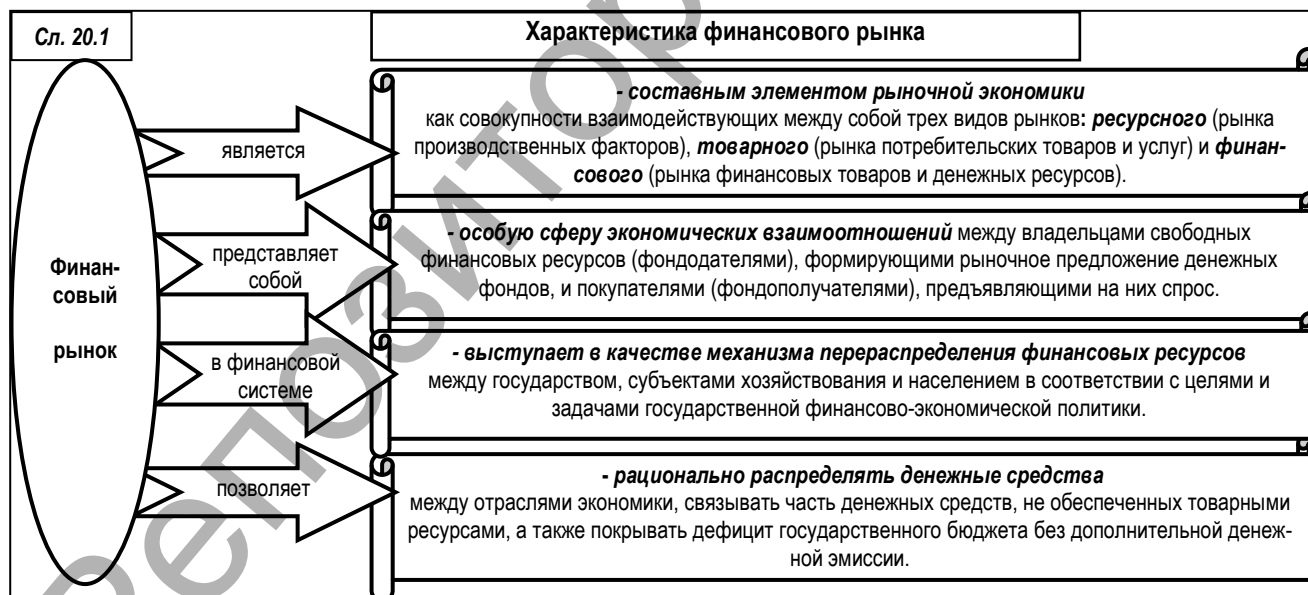 Сл. 20.1
Характеристика финансового рынка
Финан-
совый
рынок
является
- составным элементом рыночной экономики
как совокупности взаимодействующих между собой трех видов рынков: ресурсного (рынка
производственных факторов), товарного (рынка потребительских товаров и услуг) и финан-
сового (рынка финансовых товаров и денежных ресурсов).
представляет
собой
- особую сферу экономических взаимоотношений между владельцами свободных
финансовых ресурсов (фондодателями), формирующими рыночное предложение денежных
фондов, и покупателями (фондополучателями), предъявляющими на них спрос.
в финансовой
системе
- выступает в качестве механизма перераспределения финансовых ресурсов
между государством, субъектами хозяйствования и населением в соответствии с целями и
задачами государственной финансово-экономической политики.
позволяет
- рационально распределять денежные средства
между отраслями экономики, связывать часть денежных средств, не обеспеченных товарными
ресурсами, а также покрывать дефицит государственного бюджета без дополнительной денеж-
ной эмиссии.
Репозитор